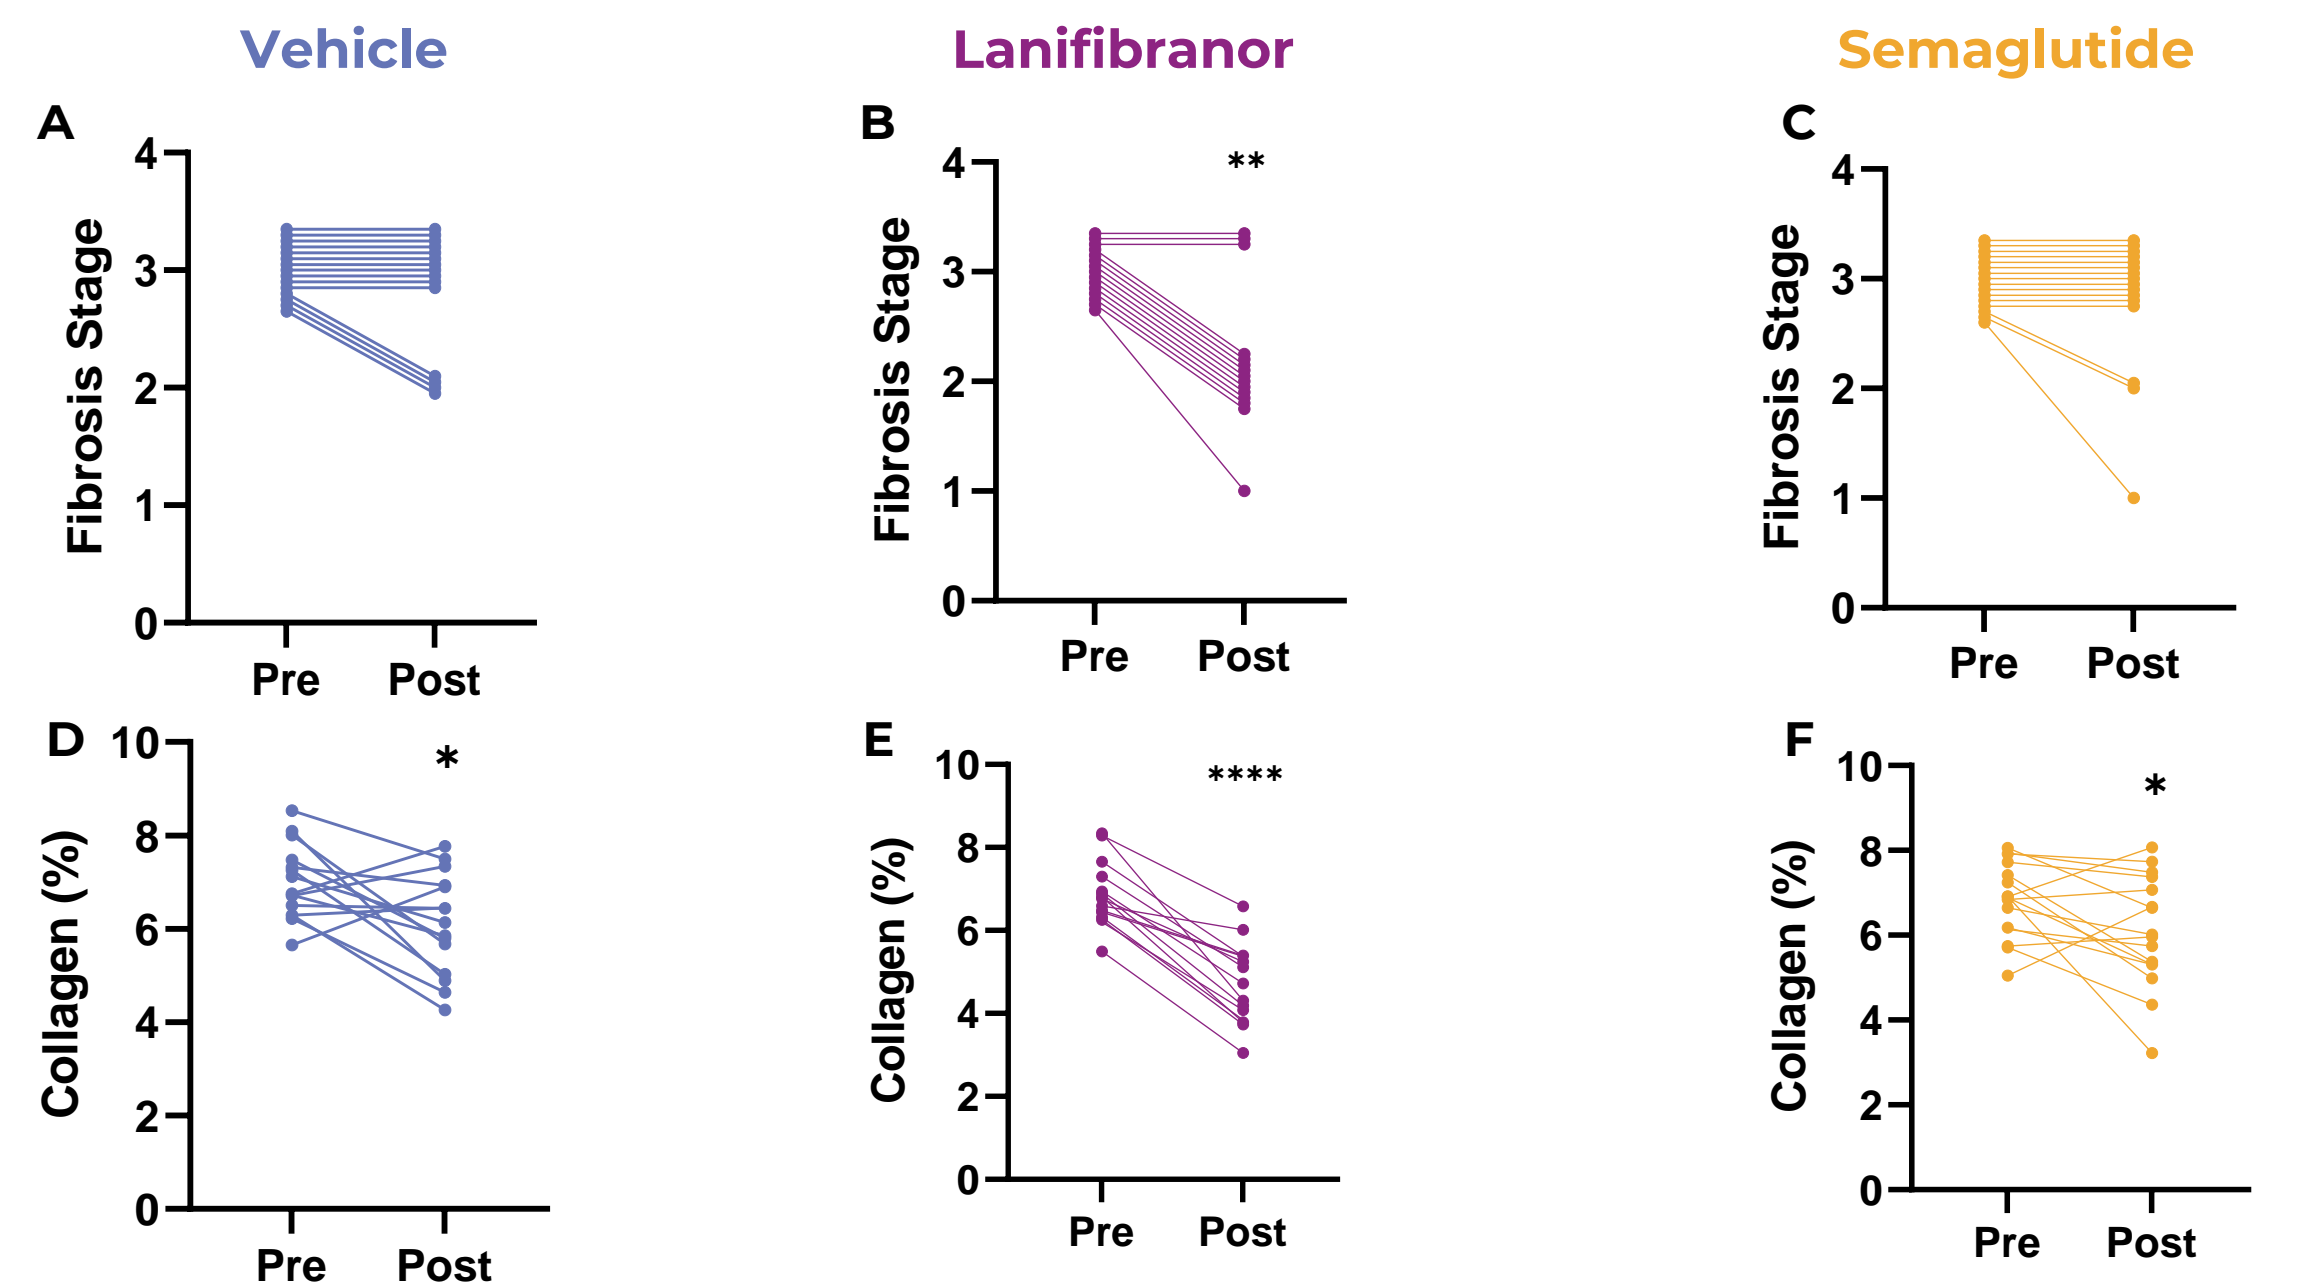 Vehicle
Lanifibranor
Semaglutide
A
B
C
Fibrosis Stage
4
3
2
1
0
Pre Post
Fibrosis Stage
4
3
2
1
0
**
Pre Post
Fibrosis Stage
4
3
2
1
0
Pre Post
D
E
F
Collagen (%)
10
8
6
4
2
0
*
Pre Post
Collagen (%)
10
8
6
4
2
0
****
Pre Post
Collagen (%)
10
8
6
4
2
0
*
Pre Post